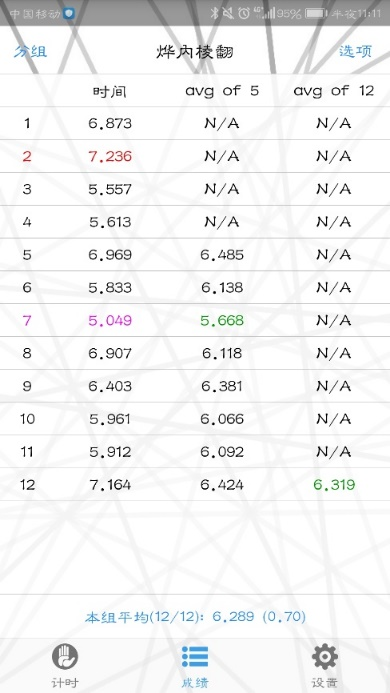 中国移动 4G 95% 午夜11:11
分组 烨内棱翻 选项
时间 avg of 5 avg of 12
1 6.873 N/A N/A
2 7.236 N/A N/A
3 5.557 N/A N/A
4 5.613 N/A N/A
5 6.969 6.485 N/A
6 5.833 6.138 N/A
7 5.049 5.668 N/A
8 6.907 6.118 N/A
9 6.403 6.381 N/A
10 5.961 6.066 N/A
11 5.912 6.092 N/A
12 7.164 6.424 6.319
本组平均(12/12): 6.289 (0.70)
计时 成绩 设置